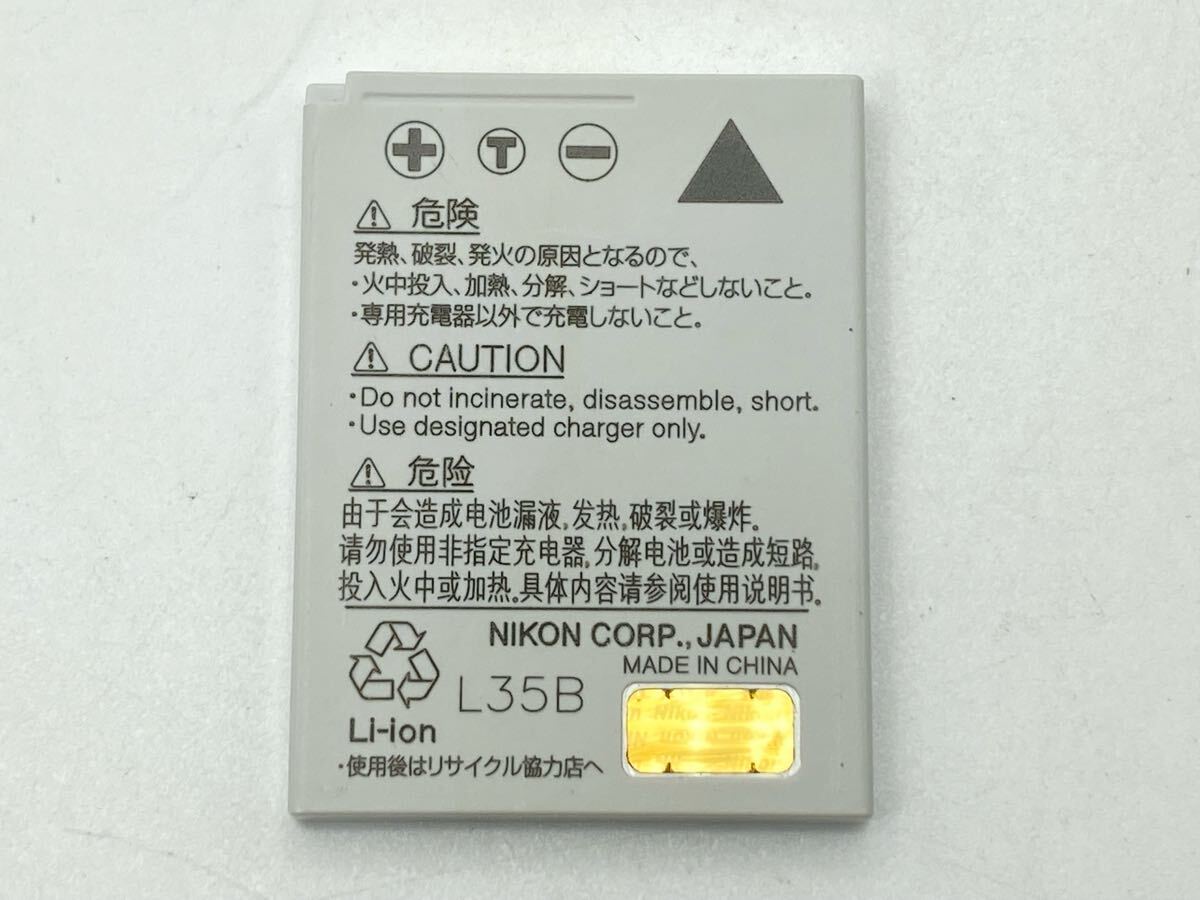 T
危険
発熱、破裂、発火の原因となるので、
・火中投入、加熱、分解、ショートなどしないこと。
・専用充電器以外で充電しないこと。
CAUTION
・Do not incinerate, disassemble, short.
・Use designated charger only.
危险
由于会造成电池漏液,发热,破裂或爆炸。
请勿使用非指定充电器,分解电池或造成短路,
投入火中或加热。具体内容请参阅使用说明书。
NIKON CORP., JAPAN
MADE IN CHINA
L35B
Li-ion
・使用後はリサイクル協力店へ